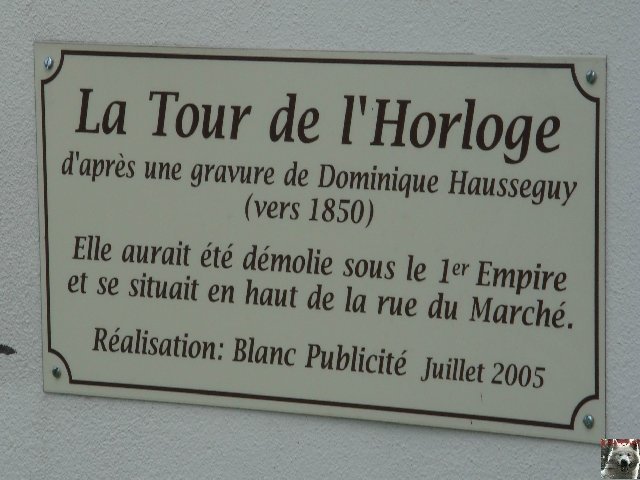 La Tour de l'Horloge
d'après une gravure de Dominique Hausseguy
(vers 1850)
Elle aurait été démolie sous le 1er Empire
et se situait en haut de la rue du Marché.
Réalisation: Blanc Publicité Juillet 2005